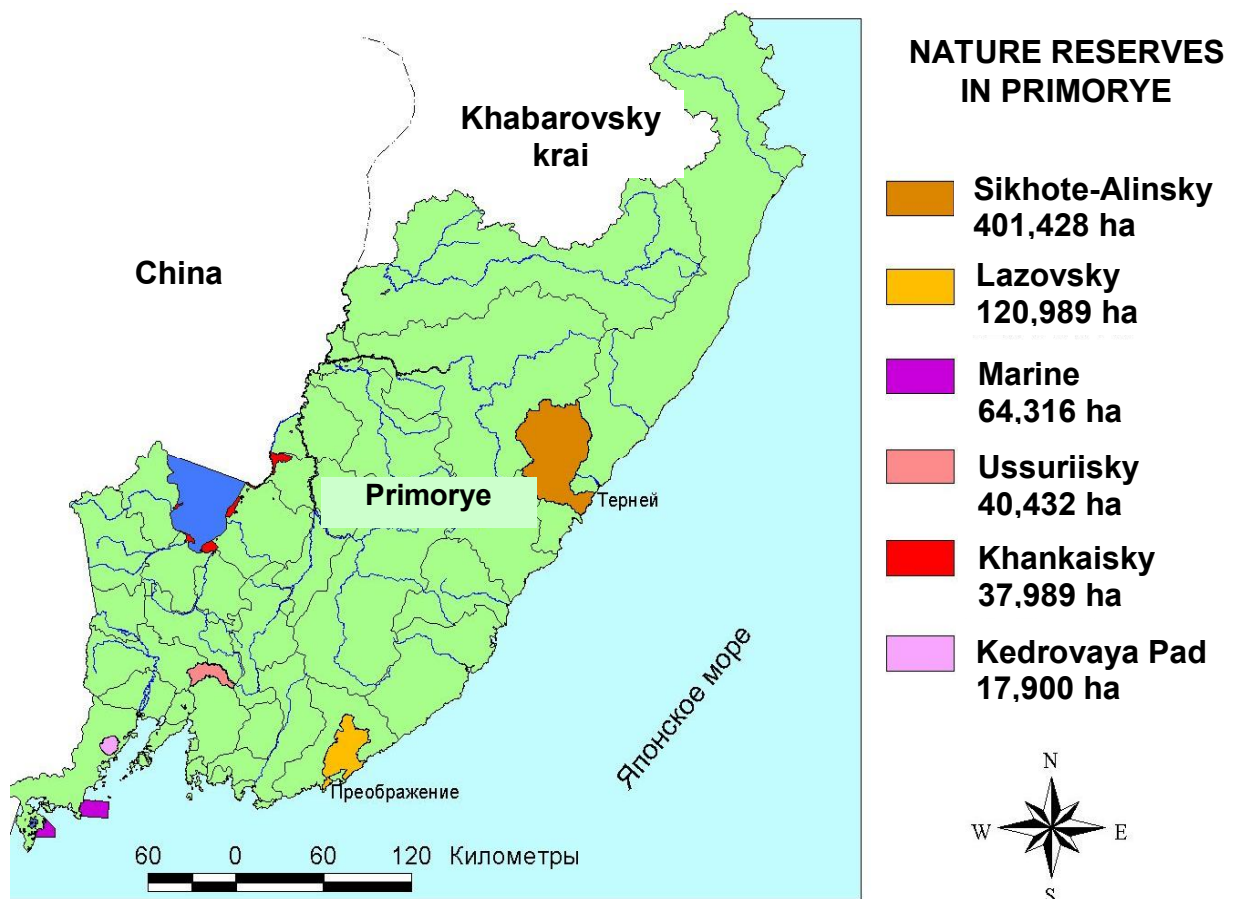 NATURE RESERVES
IN PRIMORYE
Khabarovsky
krai
China
Primorye
Терней
Преображение
Японское море
60 0 60 120 Километры
Sikhote-Alinsky
401,428 ha
Lazovsky
120,989 ha
Marine
64,316 ha
Ussuriisky
40,432 ha
Khankaisky
37,989 ha
Kedrovaya Pad
17,900 ha
N
W E
S